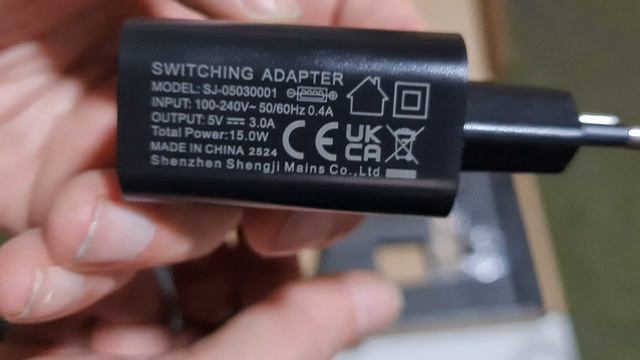 SWITCHING ADAPTER
MODEL: SJ-05030001
INPUT: 100-240V~ 50/60Hz 0.4A
OUTPUT: 5V⎓ 3.0A
Total Power:15.0W
MADE IN CHINA 2524
Shenzhen Shengji Mains Co.,Ltd
CE
UK
CA